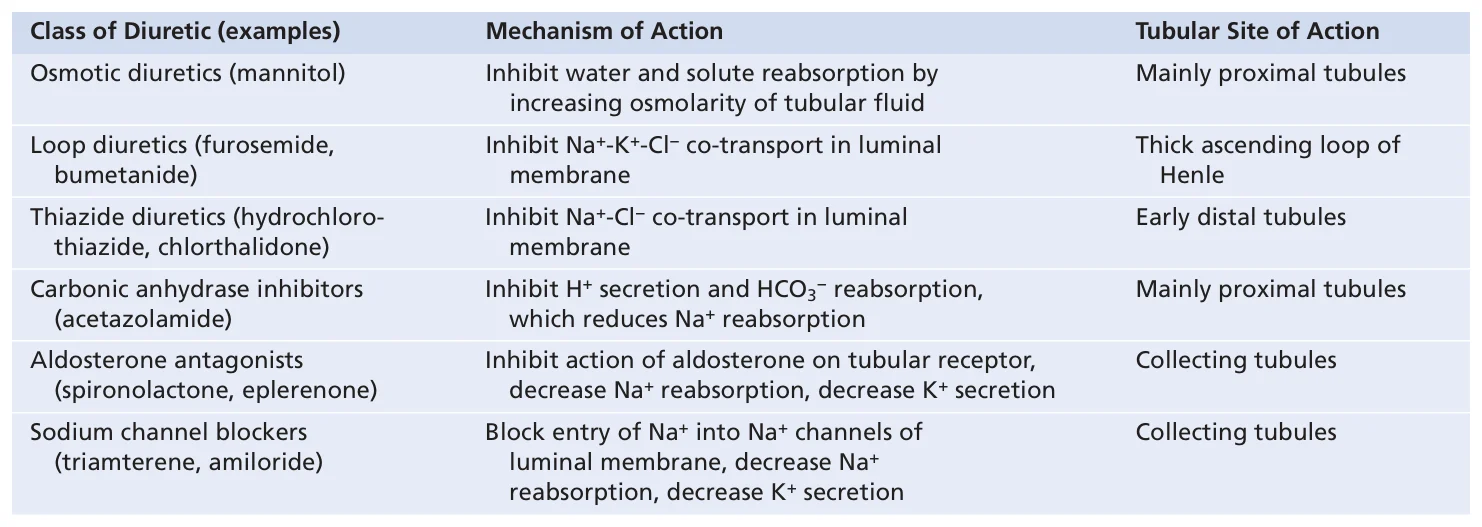 Class of Diuretic (examples) Mechanism of Action Tubular Site of Action
Osmotic diuretics (mannitol) Inhibit water and solute reabsorption by Mainly proximal tubules
increasing osmolarity of tubular fluid
Loop diuretics (furosemide, Inhibit Na⁺-K⁺-Cl⁻ co-transport in luminal Thick ascending loop of
bumetanide) membrane Henle
Thiazide diuretics (hydrochloro- Inhibit Na⁺-Cl⁻ co-transport in luminal Early distal tubules
thiazide, chlorthalidone) membrane
Carbonic anhydrase inhibitors Inhibit H⁺ secretion and HCO₃⁻ reabsorption, Mainly proximal tubules
(acetazolamide) which reduces Na⁺ reabsorption
Aldosterone antagonists Inhibit action of aldosterone on tubular receptor, Collecting tubules
(spironolactone, eplerenone) decrease Na⁺ reabsorption, decrease K⁺ secretion
Sodium channel blockers Block entry of Na⁺ into Na⁺ channels of Collecting tubules
(triamterene, amiloride) luminal membrane, decrease Na⁺
reabsorption, decrease K⁺ secretion